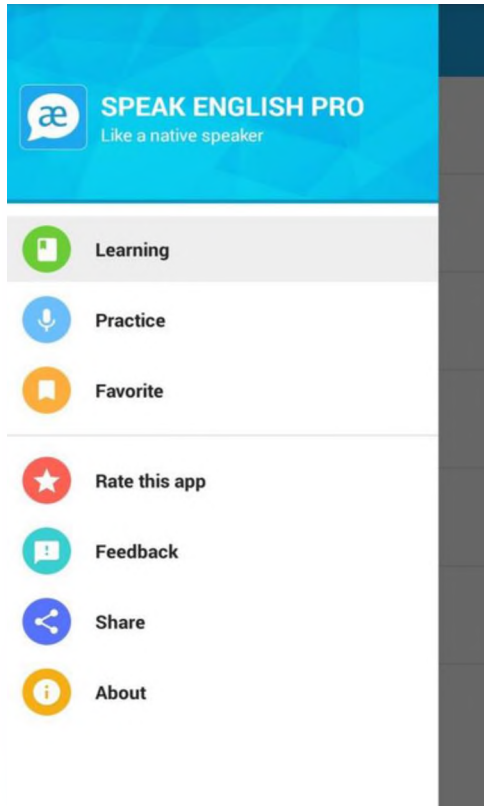 æ
SPEAK ENGLISH PRO
Like a native speaker
Learning
Practice
Favorite
Rate this app
Feedback
Share
About